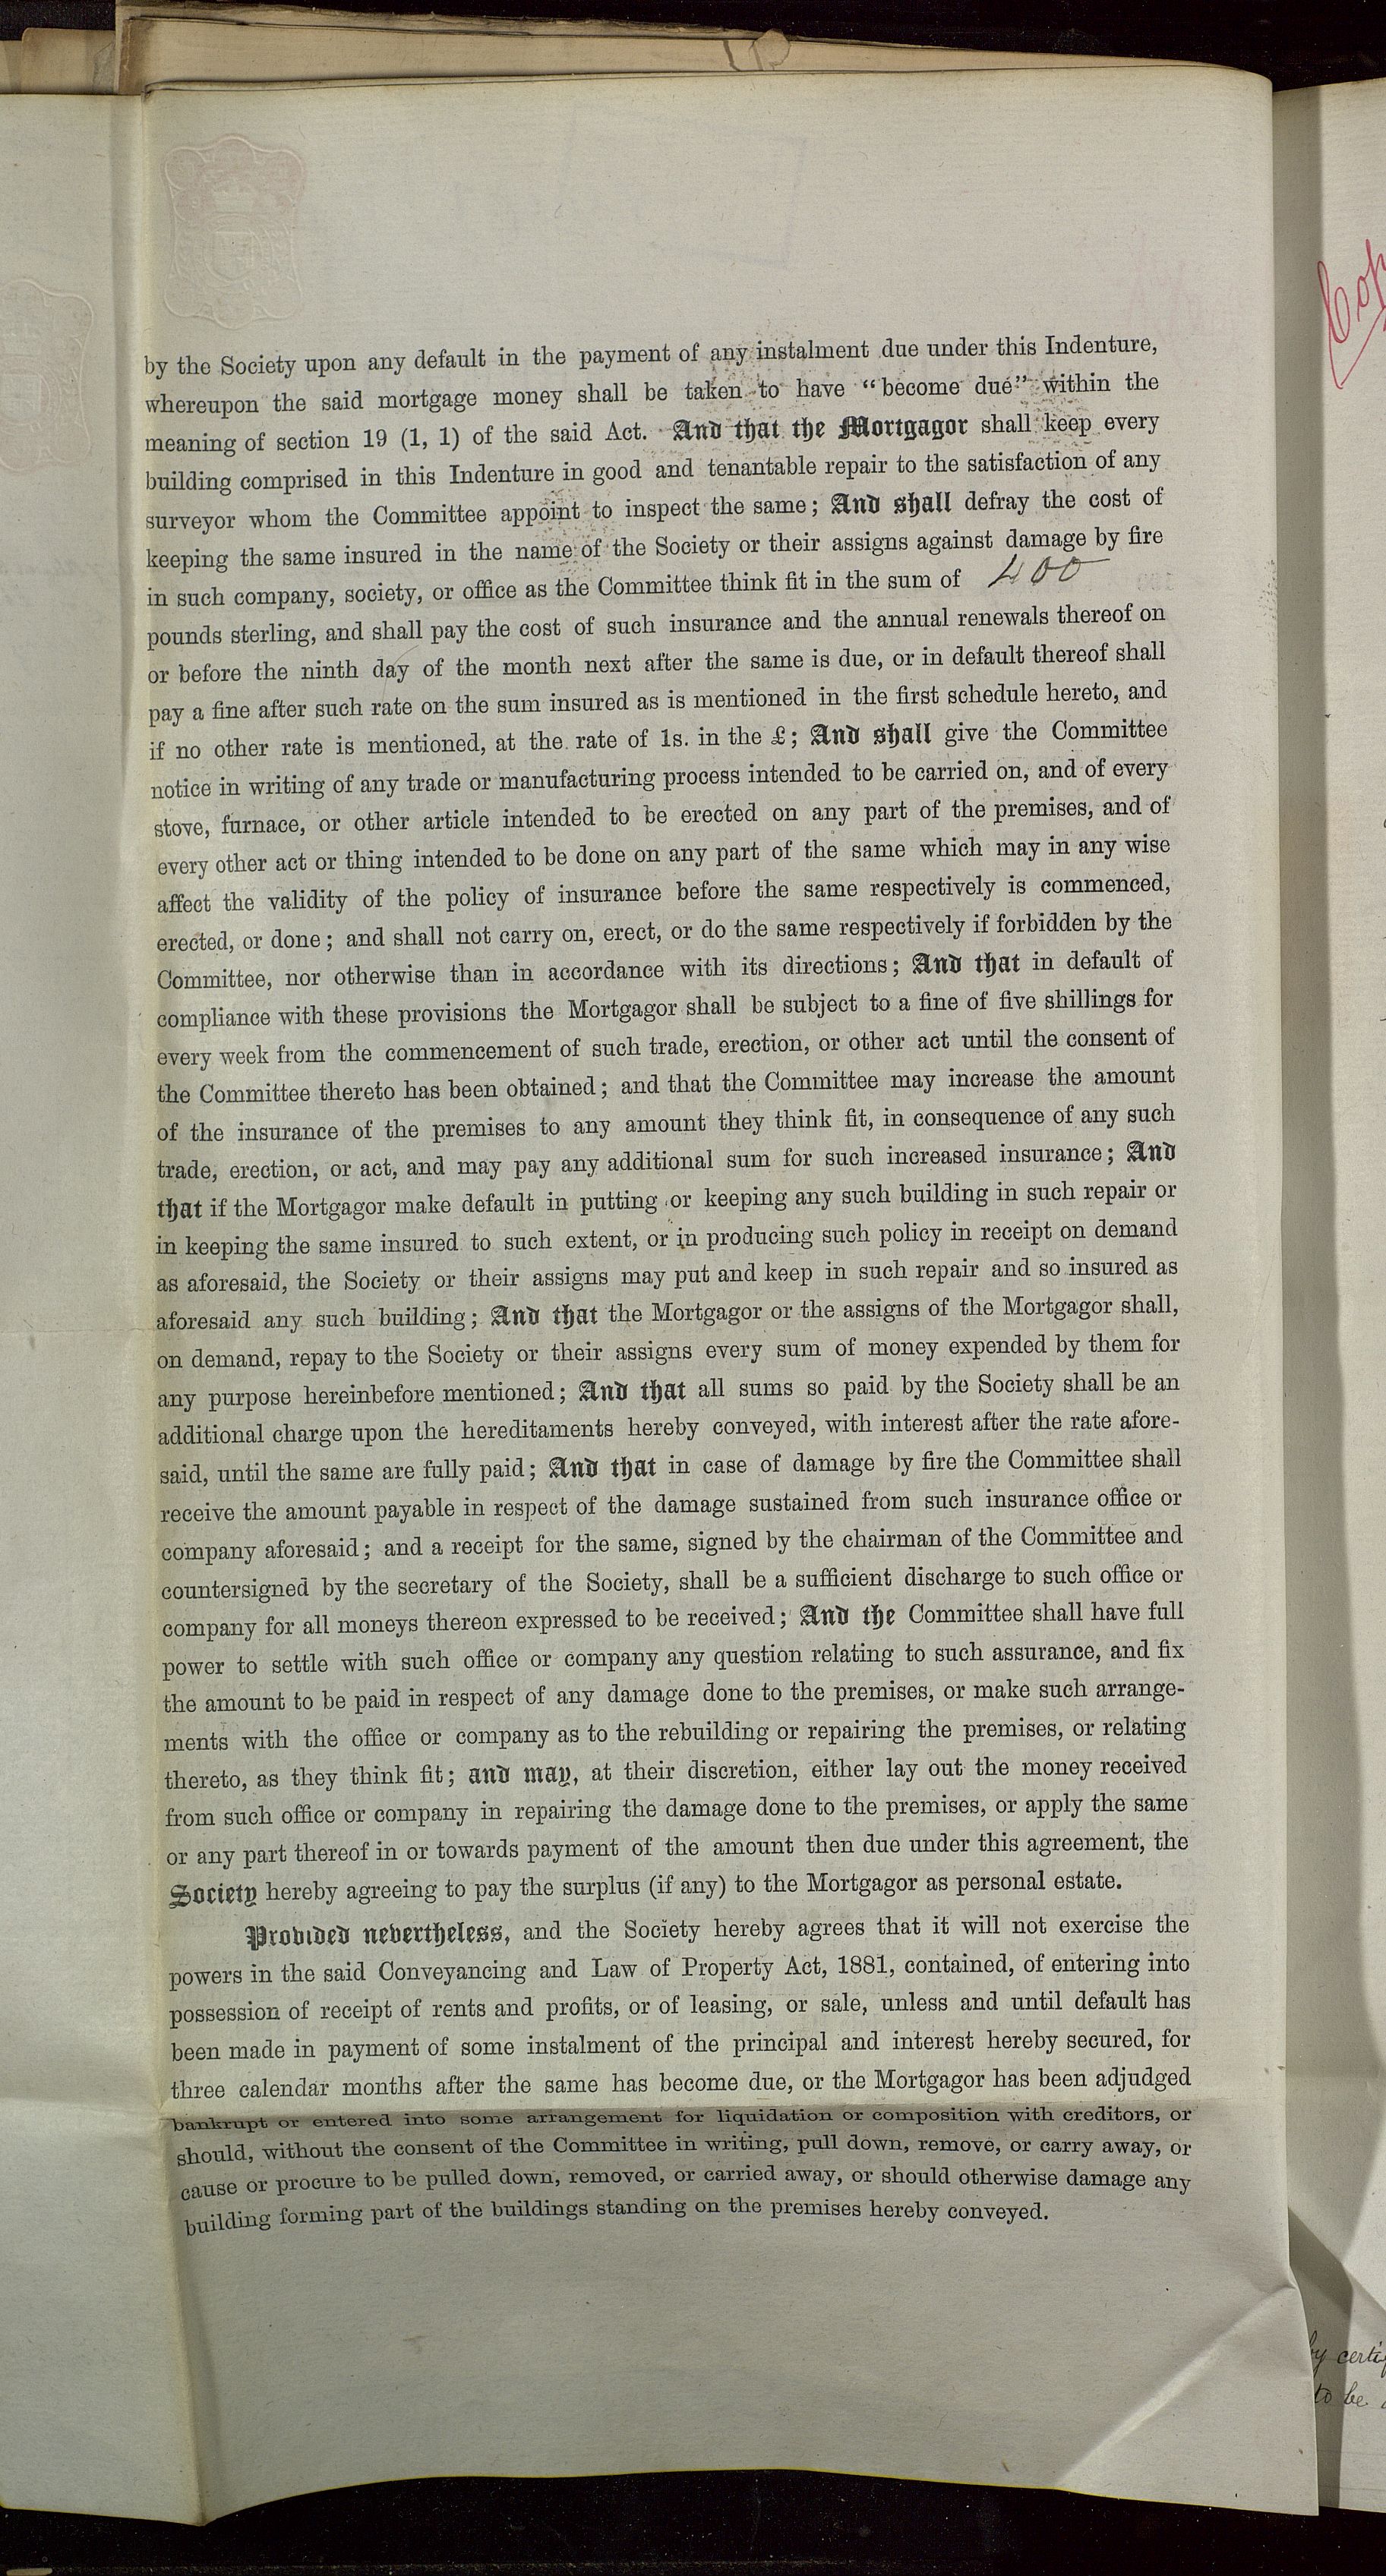 by the Society upon any default in the payment of any instalment due under this Indenture,
whereupon the said mortgage money shall be taken to have “become due” within the
meaning of section 19 (1, 1) of the said Act. And that the Mortgagor shall keep every
building comprised in this Indenture in good and tenantable repair to the satisfaction of any
surveyor whom the Committee appoint to inspect the same; And shall defray the cost of
keeping the same insured in the name of the Society or their assigns against damage by fire
in such company, society, or office as the Committee think fit in the sum of 400
pounds sterling, and shall pay the cost of such insurance and the annual renewals thereof on
or before the ninth day of the month next after the same is due, or in default thereof shall
pay a fine after such rate on the sum insured as is mentioned in the first schedule hereto, and
if no other rate is mentioned, at the rate of 1s. in the £; And shall give the Committee
notice in writing of any trade or manufacturing process intended to be carried on, and of every
stove, furnace, or other article intended to be erected on any part of the premises, and of
every other act or thing intended to be done on any part of the same which may in any wise
affect the validity of the policy of insurance before the same respectively is commenced,
erected, or done; and shall not carry on, erect, or do the same respectively if forbidden by the
Committee, nor otherwise than in accordance with its directions; And that in default of
compliance with these provisions the Mortgagor shall be subject to a fine of five shillings for
every week from the commencement of such trade, erection, or other act until the consent of
the Committee thereto has been obtained; and that the Committee may increase the amount
of the insurance of the premises to any amount they think fit, in consequence of any such
trade, erection, or act, and may pay any additional sum for such increased insurance; And
that if the Mortgagor make default in putting or keeping any such building in such repair or
in keeping the same insured to such extent, or in producing such policy in receipt on demand
as aforesaid, the Society or their assigns may put and keep in such repair and so insured as
aforesaid any such building; And that the Mortgagor or the assigns of the Mortgagor shall,
on demand, repay to the Society or their assigns every sum of money expended by them for
any purpose hereinbefore mentioned; And that all sums so paid by the Society shall be an
additional charge upon the hereditaments hereby conveyed, with interest after the rate afore-
said, until the same are fully paid; And that in case of damage by fire the Committee shall
receive the amount payable in respect of the damage sustained from such insurance office or
company aforesaid; and a receipt for the same, signed by the chairman of the Committee and
countersigned by the secretary of the Society, shall be a sufficient discharge to such office or
company for all moneys thereon expressed to be received; And the Committee shall have full
power to settle with such office or company any question relating to such assurance, and fix
the amount to be paid in respect of any damage done to the premises, or make such arrange-
ments with the office or company as to the rebuilding or repairing the premises, or relating
thereto, as they think fit; and may, at their discretion, either lay out the money received
from such office or company in repairing the damage done to the premises, or apply the same
or any part thereof in or towards payment of the amount then due under this agreement, the
Society hereby agreeing to pay the surplus (if any) to the Mortgagor as personal estate.
Provided nevertheless, and the Society hereby agrees that it will not exercise the
powers in the said Conveyancing and Law of Property Act, 1881, contained, of entering into
possession of receipt of rents and profits, or of leasing, or sale, unless and until default has
been made in payment of some instalment of the principal and interest hereby secured, for
three calendar months after the same has become due, or the Mortgagor has been adjudged
bankrupt or entered into some arrangement for liquidation or composition with creditors, or
should, without the consent of the Committee in writing, pull down, remove, or carry away, or
cause or procure to be pulled down, removed, or carried away, or should otherwise damage any
building forming part of the buildings standing on the premises hereby conveyed.
to be